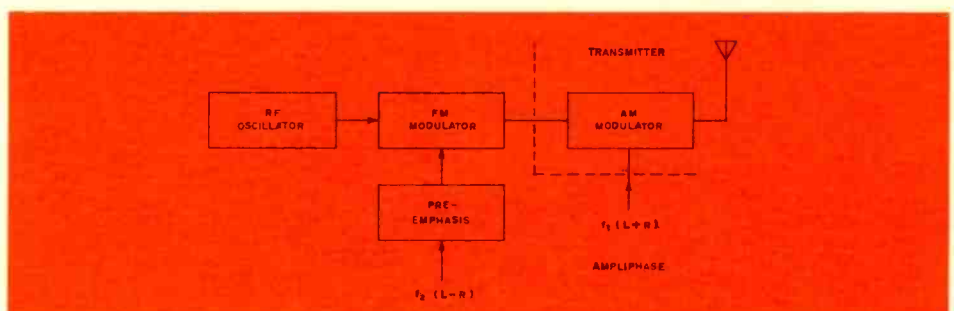 TRANSMITTER
RF
OSCILLATOR
FM
MODULATOR
AM
MODULATOR
PRE-
EMPHASIS
f₁ (L+R)
AMPLIPHASE
f₂ (L-R)